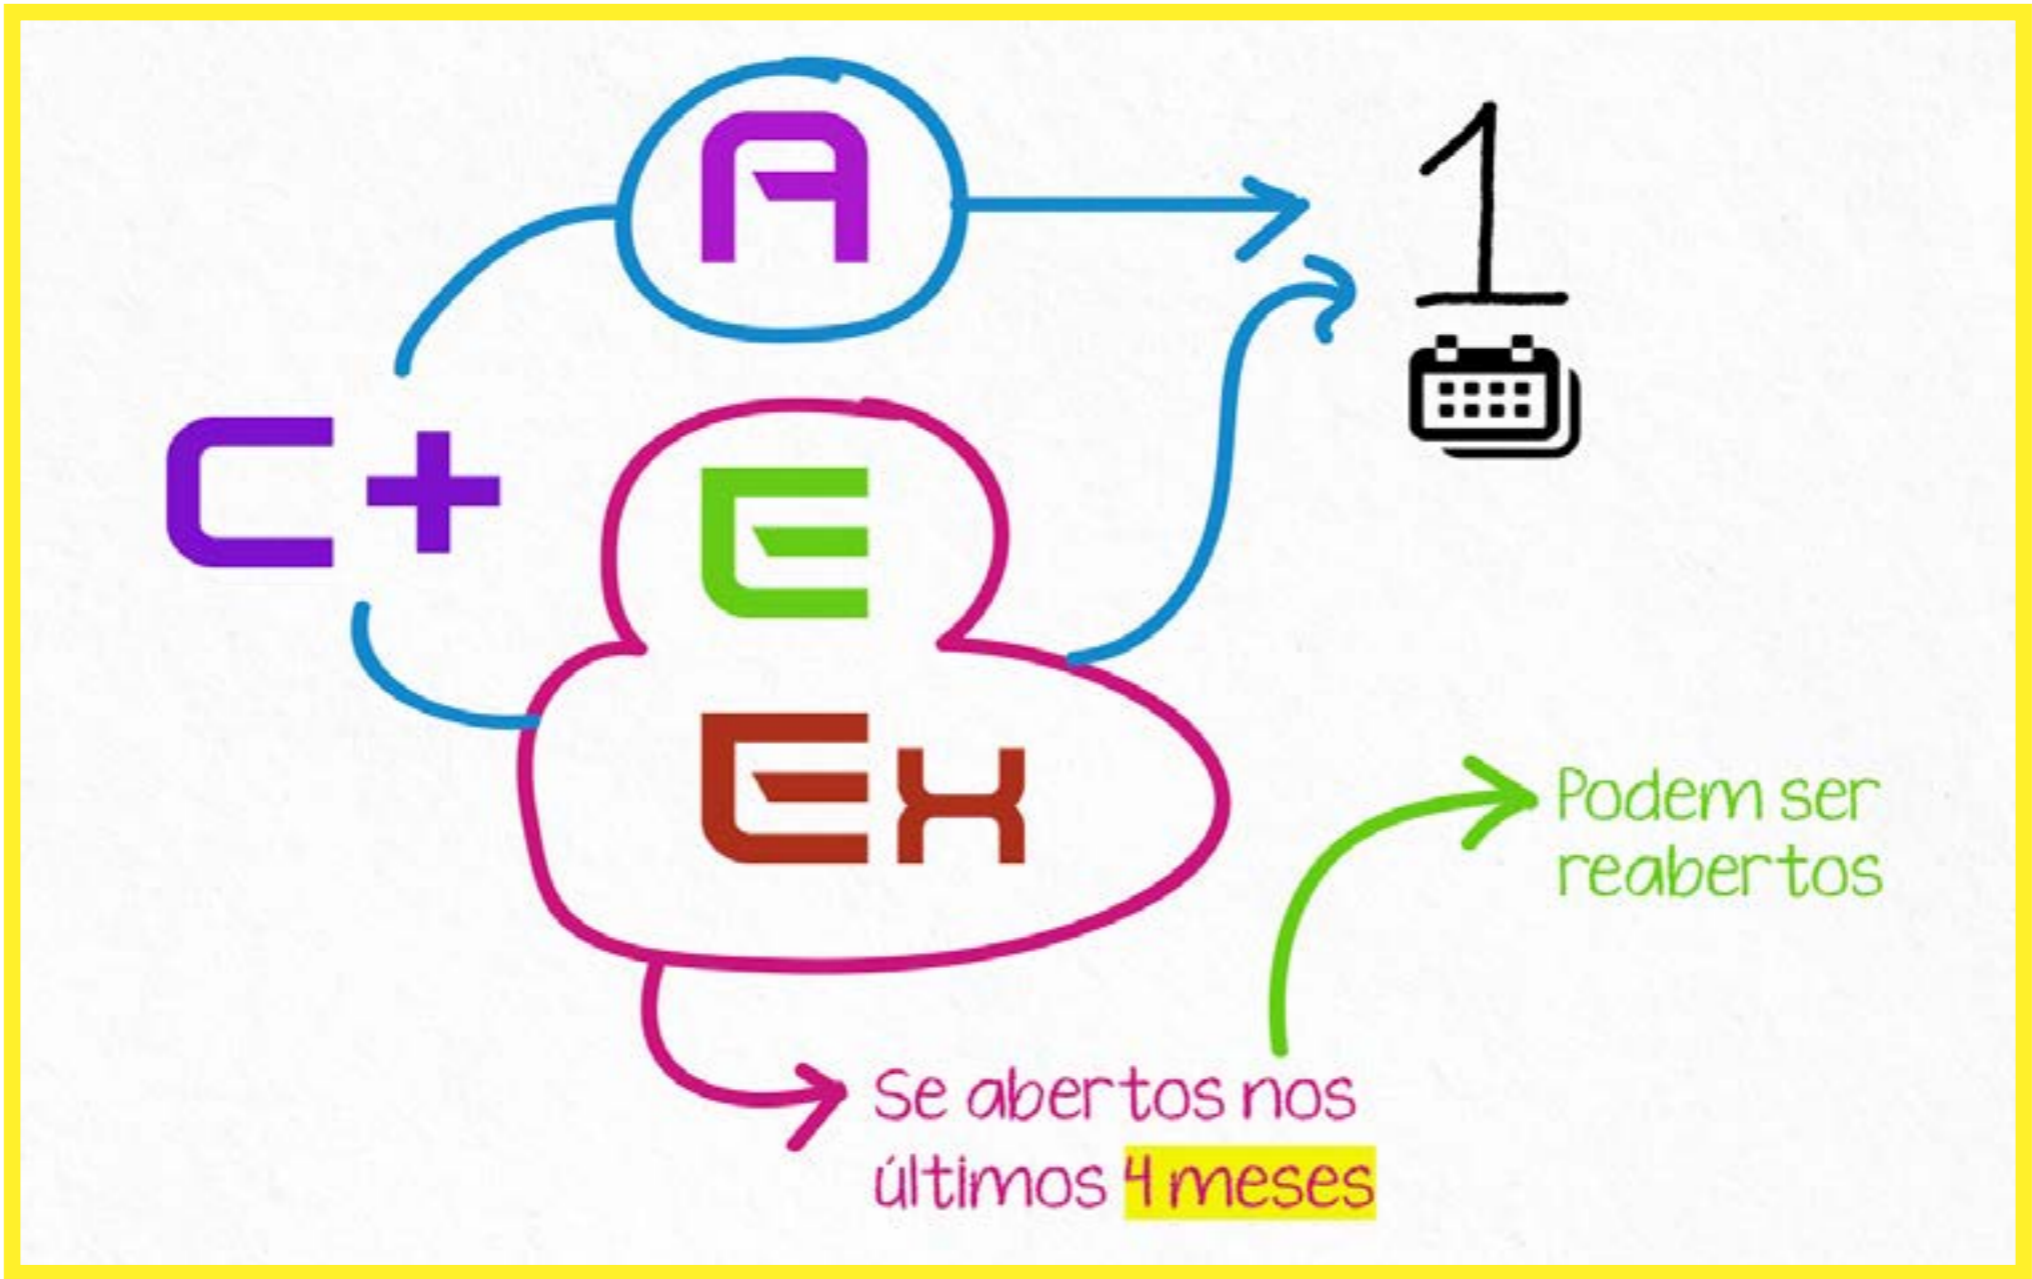 A
1
C+
E
Ex
Podem ser
reabertos
Se abertos nos
últimos 4 meses